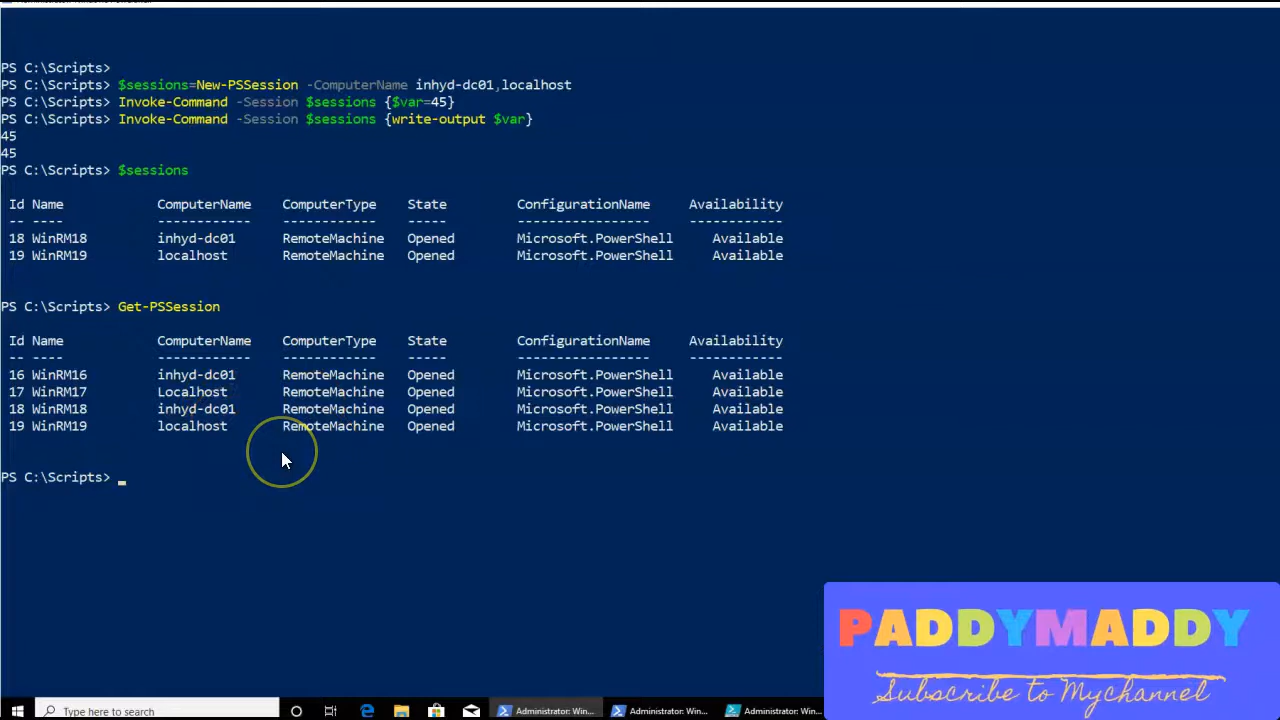 PS C:\Scripts>
PS C:\Scripts> $sessions=New-PSSession -ComputerName inhyd-dc01,localhost
PS C:\Scripts> Invoke-Command -Session $sessions {$var=45}
PS C:\Scripts> Invoke-Command -Session $sessions {write-output $var}
45
45
PS C:\Scripts> $sessions
Id Name ComputerName ComputerType State ConfigurationName Availability
-- ---- ------------ ------------ ----- ----------------- ------------
18 WinRM18 inhyd-dc01 RemoteMachine Opened Microsoft.PowerShell Available
19 WinRM19 localhost RemoteMachine Opened Microsoft.PowerShell Available
PS C:\Scripts> Get-PSSession
Id Name ComputerName ComputerType State ConfigurationName Availability
-- ---- ------------ ------------ ----- ----------------- ------------
16 WinRM16 inhyd-dc01 RemoteMachine Opened Microsoft.PowerShell Available
17 WinRM17 Localhost RemoteMachine Opened Microsoft.PowerShell Available
18 WinRM18 inhyd-dc01 RemoteMachine Opened Microsoft.PowerShell Available
19 WinRM19 localhost RemoteMachine Opened Microsoft.PowerShell Available
PS C:\Scripts>
PADDYMADDY
Subscribe to Mychannel
Type here to search
Administrator: Win...
Administrator: Win...
Administrator: Win...